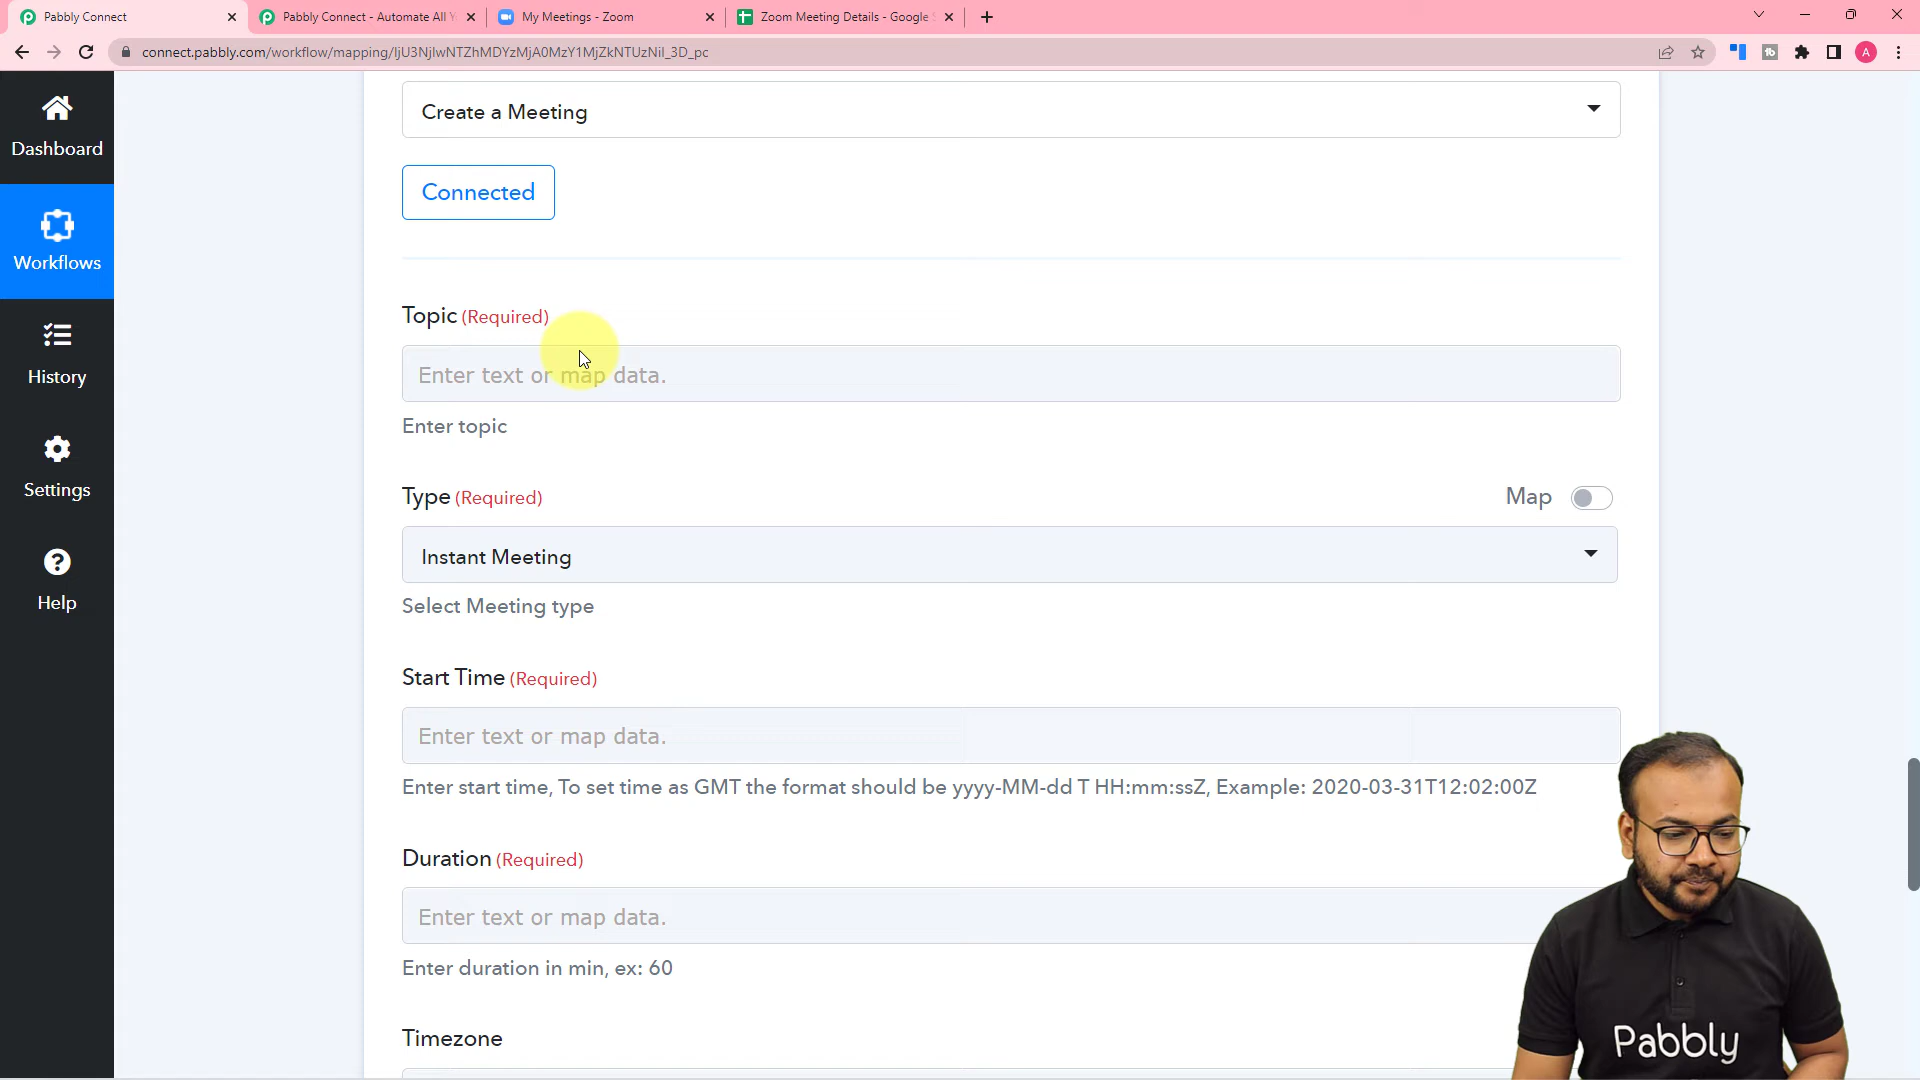 Pabbly Connect
Pabbly Connect - Automate All Y
My Meetings - Zoom
Zoom Meeting Details - Google S
connect.pabbly.com/workflow/mapping/
A
Create a Meeting
Dashboard
Connected
Workflows
Topic (Required)
Enter text or map data.
History
Enter topic
Type (Required)
Map
Settings
Instant Meeting
Select Meeting type
Help
Start Time (Required)
Enter text or map data.
Enter start time, To set time as GMT the format should be yyyy-MM-dd T HH:mm:ssZ, Example: 2020-03-31T12:02:00Z
Duration (Required)
Enter text or map data.
Enter duration in min, ex: 60
Timezone
Pabbly